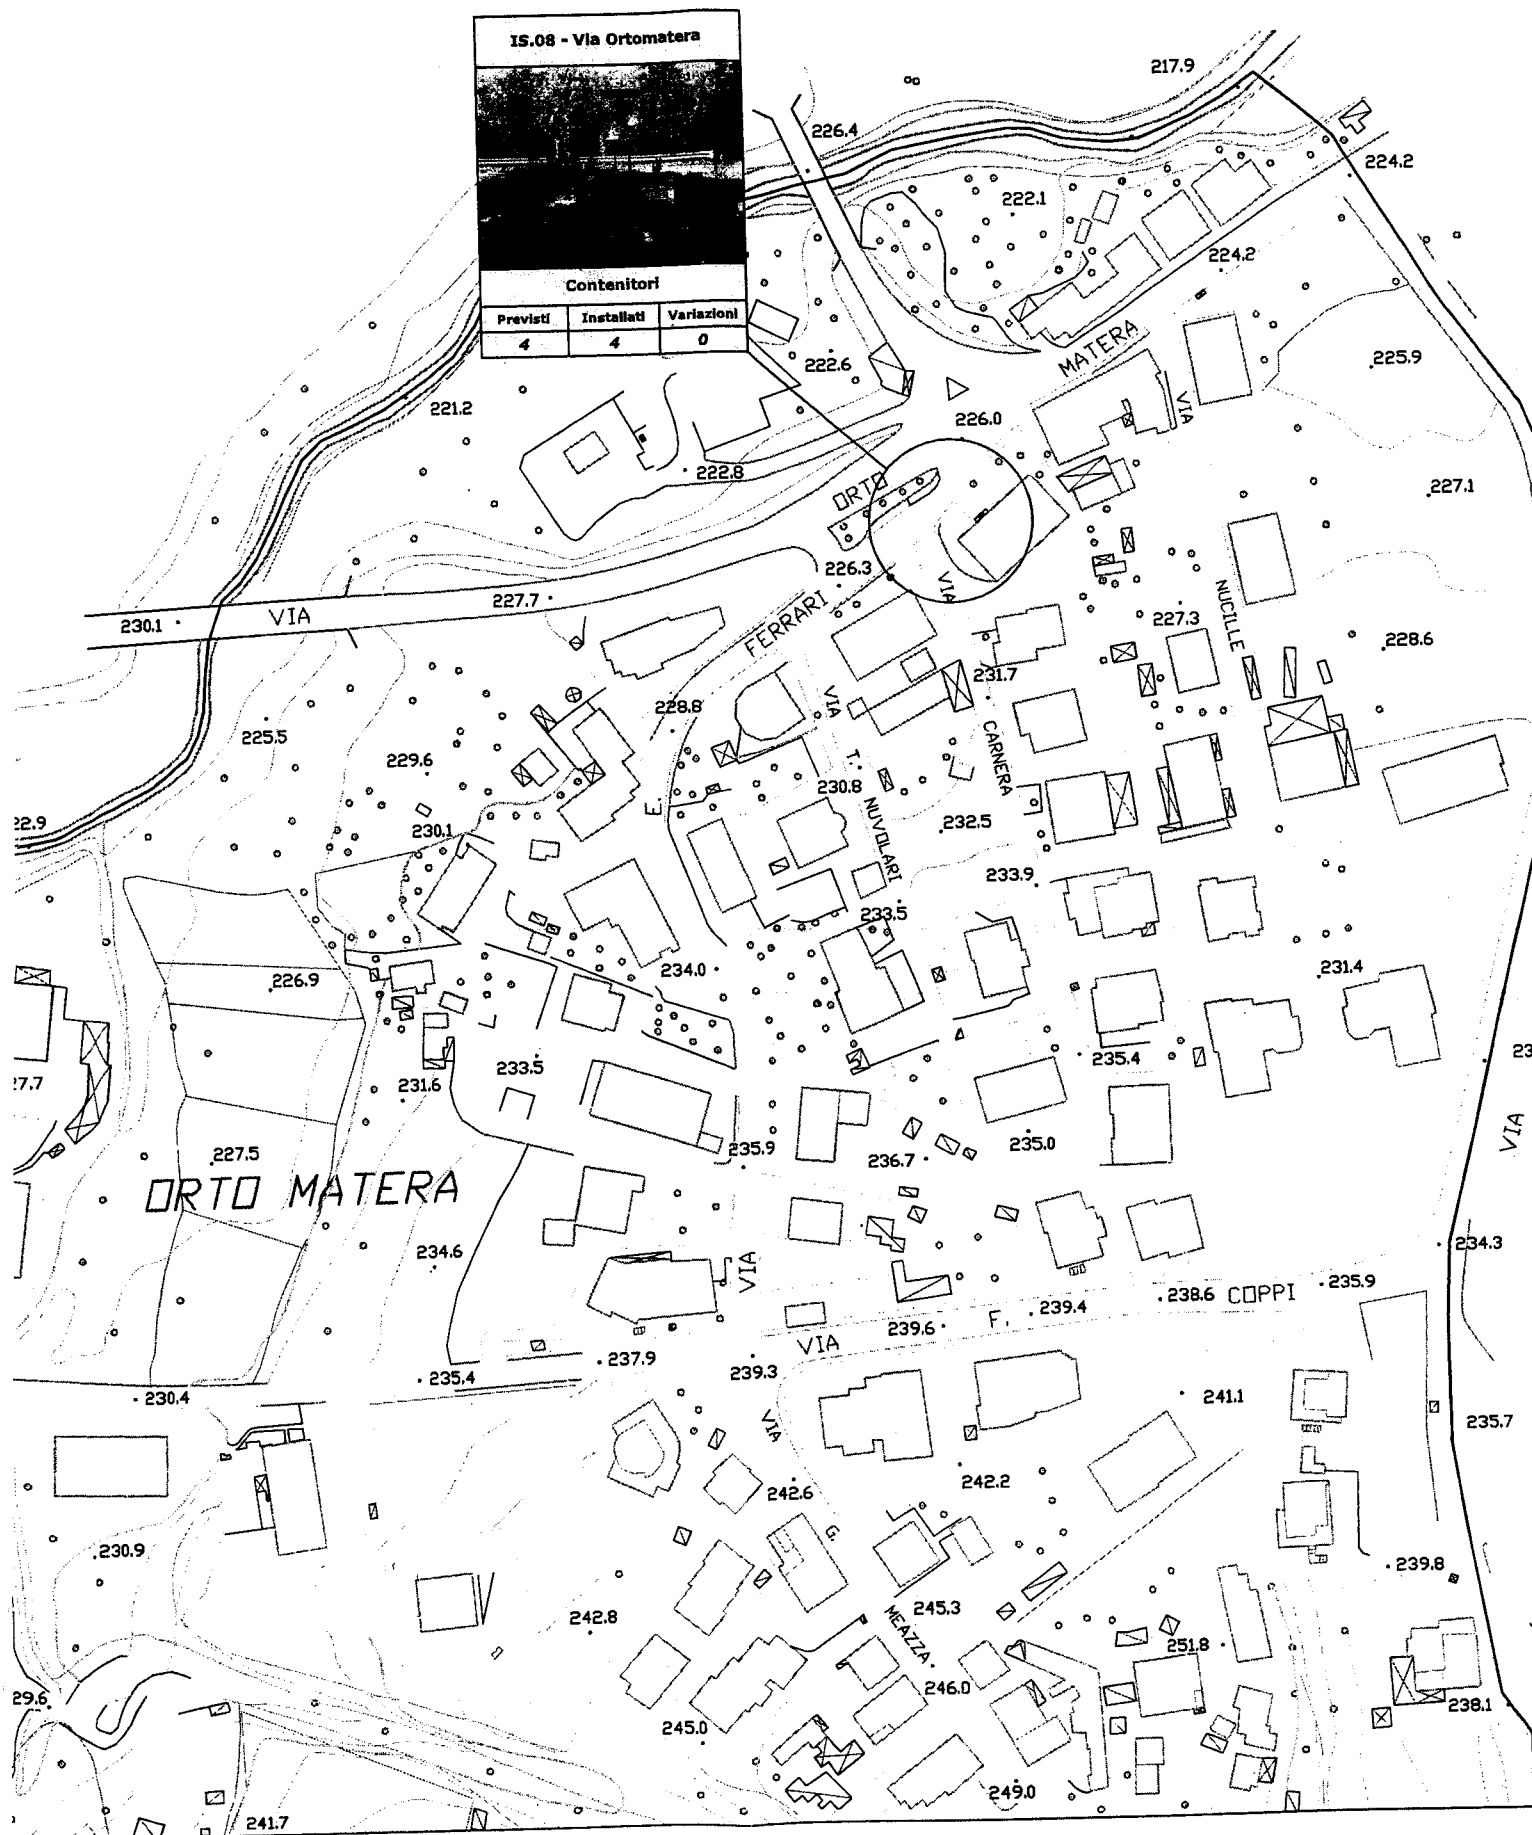 IS.08 - Via Ortomatera
Contenitori
Previsti Installati Variazioni
4 4 0
217.9
226.4
224.2
222.1
224.2
MATERA
222.6
225.9
221.2
VIA
226.0
222.8
ORTO
227.1
226.3
VIA
227.7
NUCILLE
230.1
VIA
FERRARI
227.3
228.6
231.7
VIA
228.8
225.5
CARNERA
229.6
T.
230.8
E.
NUVOLARI
22.9
230.1
232.5
233.9
233.5
234.0
231.4
226.9
235.4
233.5
27.7
231.6
23
VIA
235.0
235.9
236.7
227.5
ORTO MATERA
234.6
234.3
VIA
235.9
238.6 COPPI
239.4
F.
239.6
VIA
237.9
239.3
235.4
230.4
241.1
235.7
VIA
242.2
242.6
G.
230.9
239.8
245.3
242.8
MEAZZA
251.8
246.0
29.6
238.1
245.0
249.0
241.7